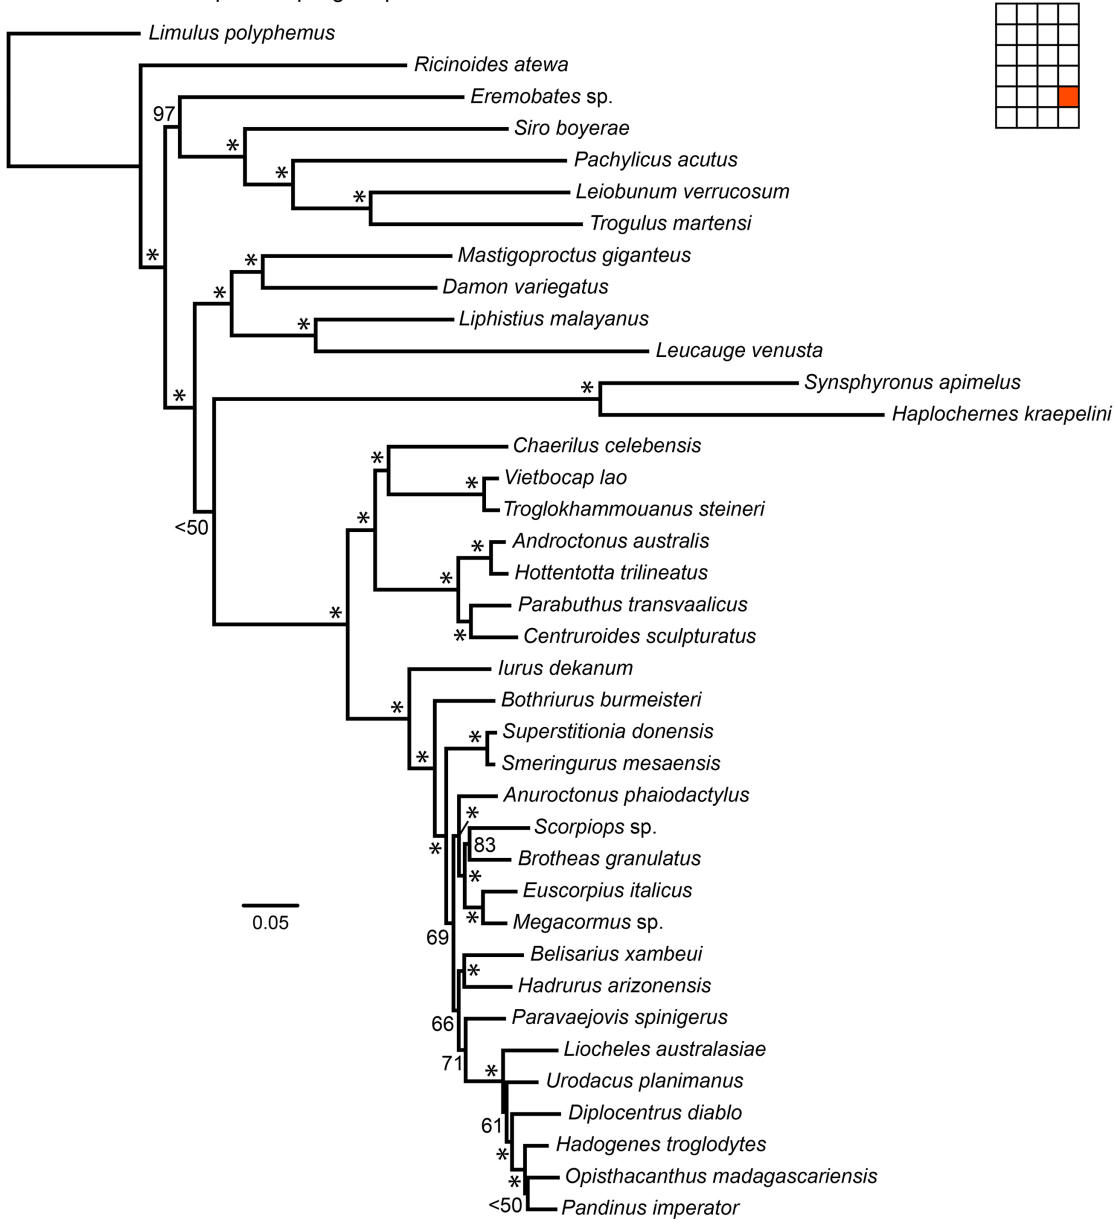 Limulus polyphemus
Ricinoides atewa
Eremobates sp.
97
Siro boyerae
*
Pachylicus acutus
*
Leiobunum verrucosum
*
Trogulus martensi
*
Mastigoproctus giganteus
*
Damon variegatus
*
Liphistius malayanus
*
Leucauge venusta
Synsphyronus apimelus
*
*
Haplochernes kraepelini
Chaerilus celebensis
*
Vietbocap lao
*
Troglokhammouanus steineri
*
<50
Androctonus australis
*
Hottentotta trilineatus
*
Parabuthus transvaalicus
*
Centruroides sculpturatus
*
Iurus dekanum
Bothriurus burmeisteri
*
Superstitionia donensis
*
Smeringurus mesaensis
*
Anuroctonus phaiodactylus
*
Scorpiops sp.
83
*
Brotheas granulatus
*
Euscorpius italicus
0.05
Megacormus sp.
*
69
Belisarius xambeui
*
Hadrurus arizonensis
Paravaejovis spinigerus
66
Liocheles australasiae
71
*
Urodacus planimanus
Diplocentrus diablo
61
Hadogenes troglodytes
*
Opisthacanthus madagascariensis
*
<50
Pandinus imperator